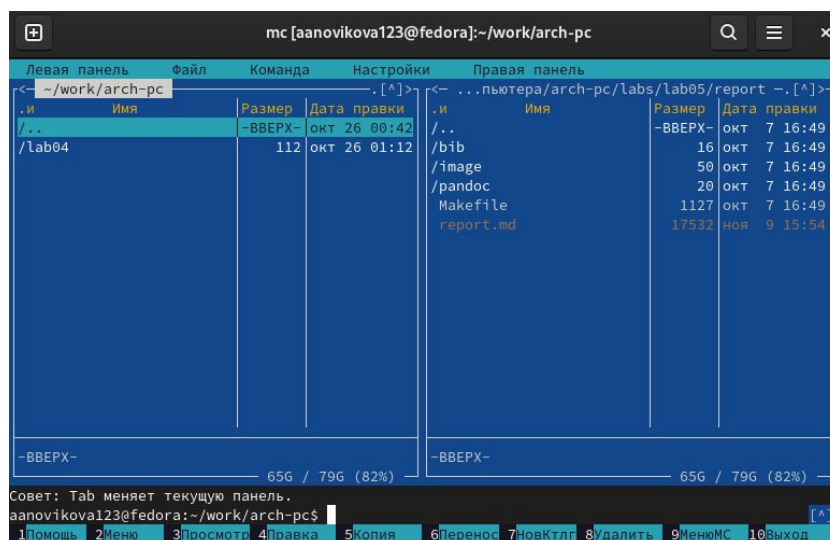 mc [aanovikova123@fedora]:~/work/arch-pc
Левая панель Файл Команда Настройки Правая панель
<— ~/work/arch-pc .[^]>
.и Имя Размер Дата правки
/.. -ВВЕРХ- окт 26 00:42
/lab04 112 окт 26 01:12
-ВВЕРХ-
65G / 79G (82%)
<— ...пьютера/arch-pc/labs/lab05/report —.[^]>
.и Имя Размер Дата правки
/.. -ВВЕРХ- окт 7 16:49
/bib 16 окт 7 16:49
/image 50 окт 7 16:49
/pandoc 20 окт 7 16:49
Makefile 1127 окт 7 16:49
report.md 17532 ноя 9 15:54
-ВВЕРХ-
65G / 79G (82%)
Совет: Tab меняет текущую панель.
aanovikova123@fedora:~/work/arch-pc$ [^]
1Помощь 2Меню 3Просмотр 4Правка 5Копия 6Перенос 7НовКтлг 8Удалить 9МенюMC 10Выход